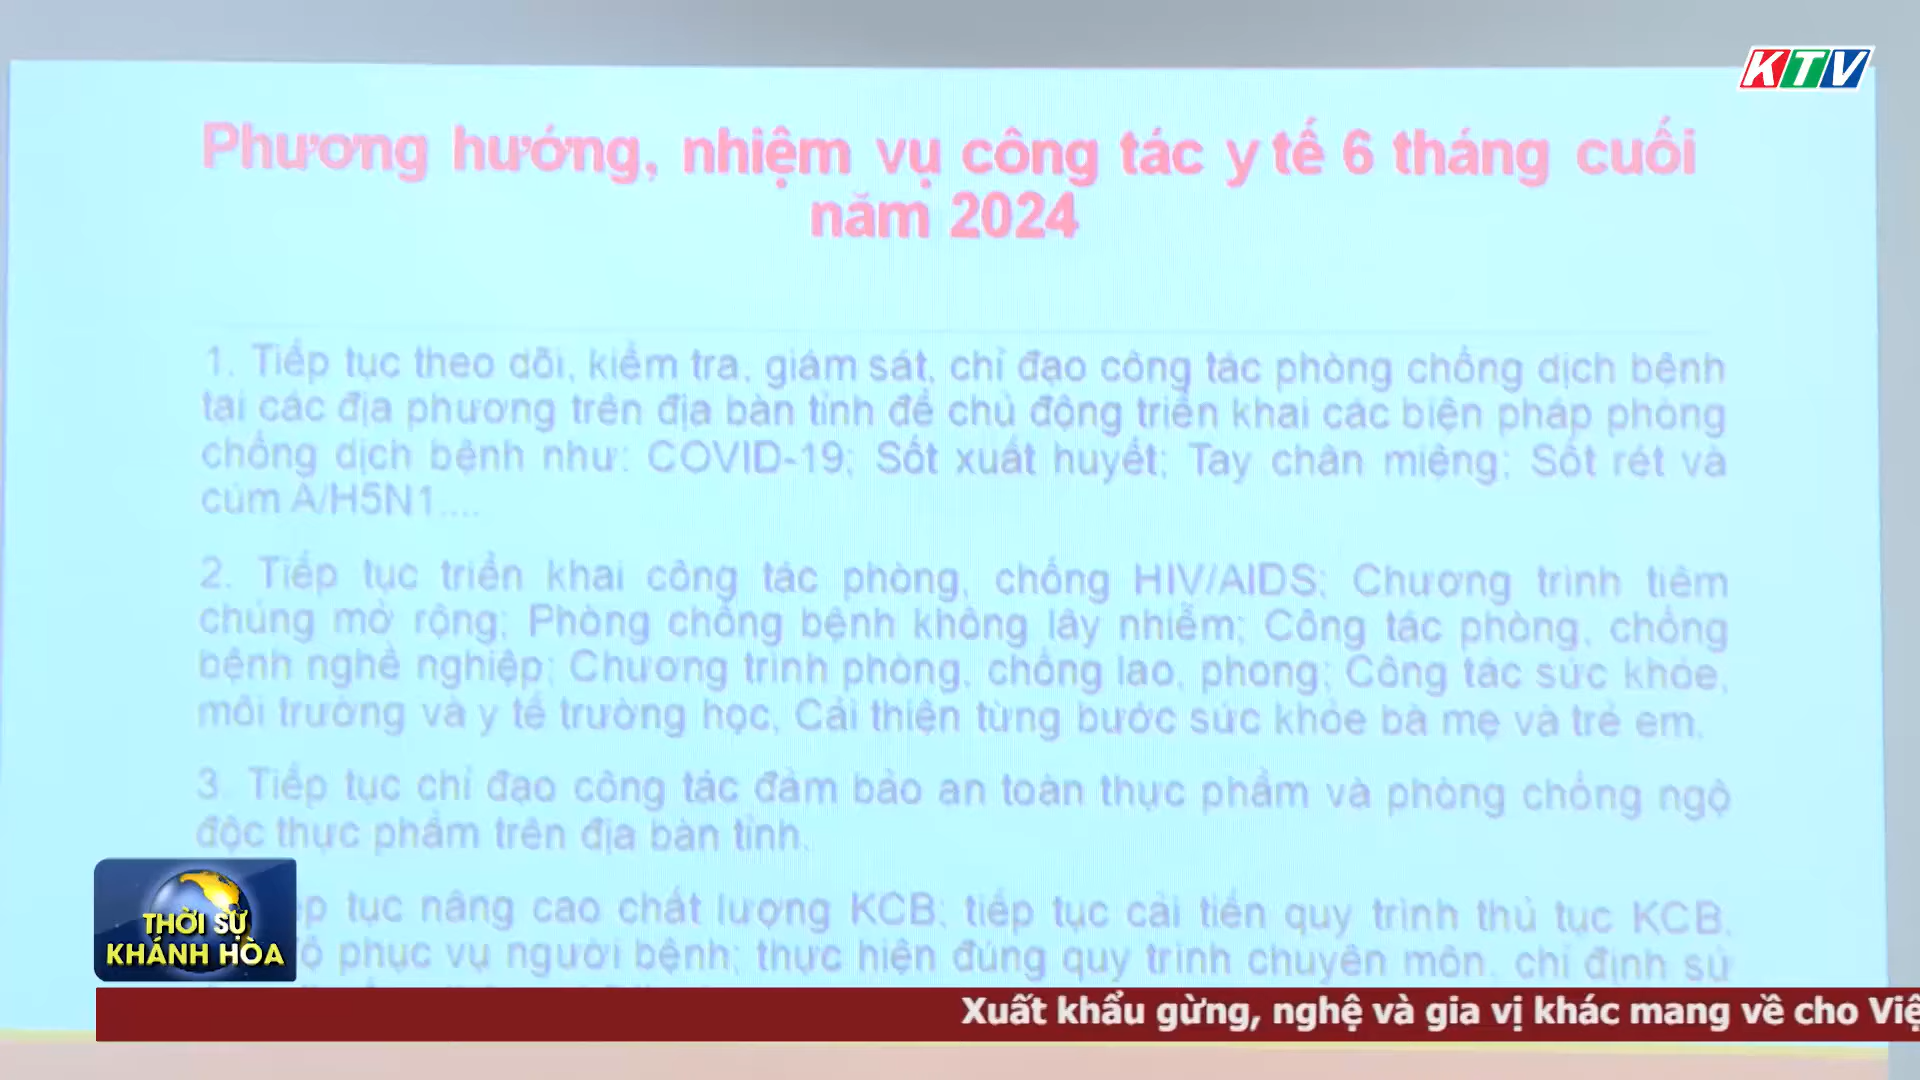 KTV
Phương hướng, nhiệm vụ công tác y tế 6 tháng cuối
năm 2024
1. Tiếp tục theo dõi, kiểm tra, giám sát, chỉ đạo công tác phòng chống dịch bệnh
tại các địa phương trên địa bàn tỉnh để chủ động triển khai các biện pháp phòng
chống dịch bệnh như: COVID-19; Sốt xuất huyết; Tay chân miệng; Sốt rét và
cúm A/H5N1....
2. Tiếp tục triển khai công tác phòng, chống HIV/AIDS; Chương trình tiêm
chủng mở rộng; Phòng chống bệnh không lây nhiễm; Công tác phòng, chống
bệnh nghề nghiệp; Chương trình phòng, chống lao, phong; Công tác sức khỏe,
môi trường và y tế trường học, Cải thiện từng bước sức khỏe bà mẹ và trẻ em.
3. Tiếp tục chỉ đạo công tác đảm bảo an toàn thực phẩm và phòng chống ngộ
độc thực phẩm trên địa bàn tỉnh.
tục nâng cao chất lượng KCB; tiếp tục cải tiến quy trình thủ tục KCB,
phục vụ người bệnh; thực hiện đúng quy trình chuyên môn, chỉ định sử
THỜI SỰ
KHÁNH HÒA
Xuất khẩu gừng, nghệ và gia vị khác mang về cho Việ